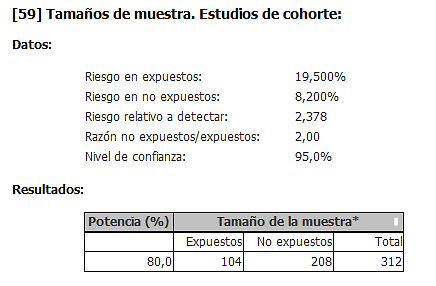 [59] Tamaños de muestra. Estudios de cohorte:
Datos:
Riesgo en expuestos: 19,500%
Riesgo en no expuestos: 8,200%
Riesgo relativo a detectar: 2,378
Razón no expuestos/expuestos: 2,00
Nivel de confianza: 95,0%
Resultados:
Potencia (%) Tamaño de la muestra*
Expuestos No expuestos Total
80,0 104 208 312